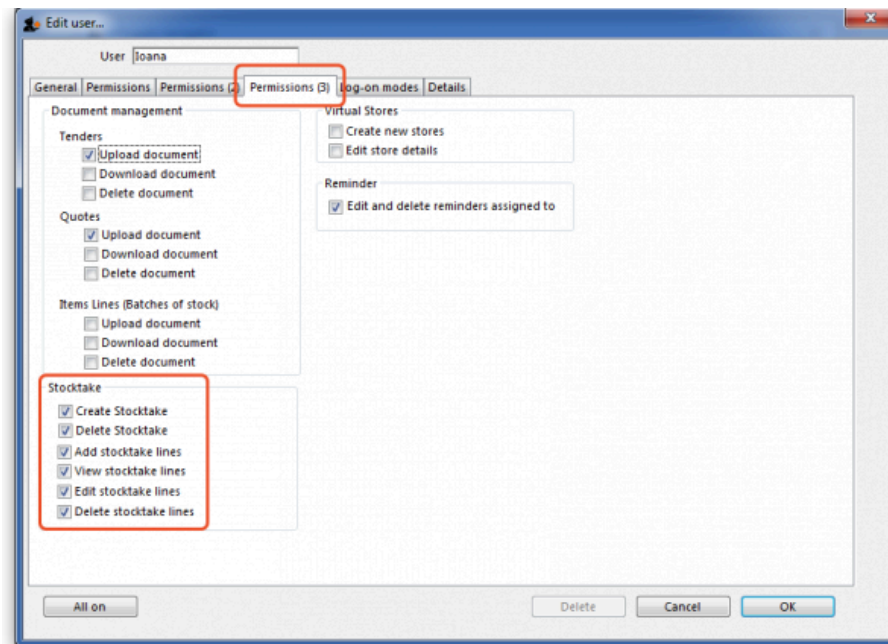 Edit user...
User Ioana
General Permissions Permissions (2) Permissions (3) Log-on modes Details
Document management
Tenders
Upload document
Download document
Delete document
Quotes
Upload document
Download document
Delete document
Items Lines (Batches of stock)
Upload document
Download document
Delete document
Stocktake
Create Stocktake
Delete Stocktake
Add stocktake lines
View stocktake lines
Edit stocktake lines
Delete stocktake lines
Virtual Stores
Create new stores
Edit store details
Reminder
Edit and delete reminders assigned to
All on Delete Cancel OK